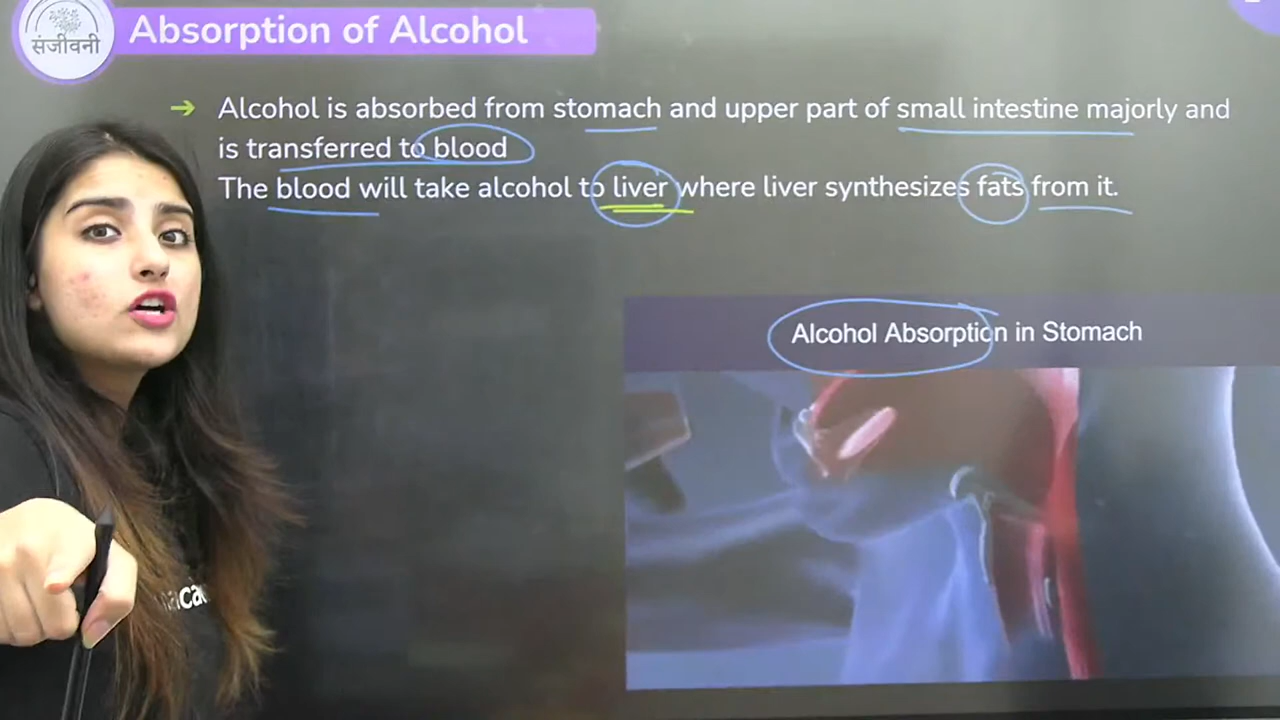 संजीवनी
Absorption of Alcohol
→ Alcohol is absorbed from stomach and upper part of small intestine majorly and
is transferred to blood
The blood will take alcohol to liver where liver synthesizes fats from it.
Alcohol Absorption in Stomach